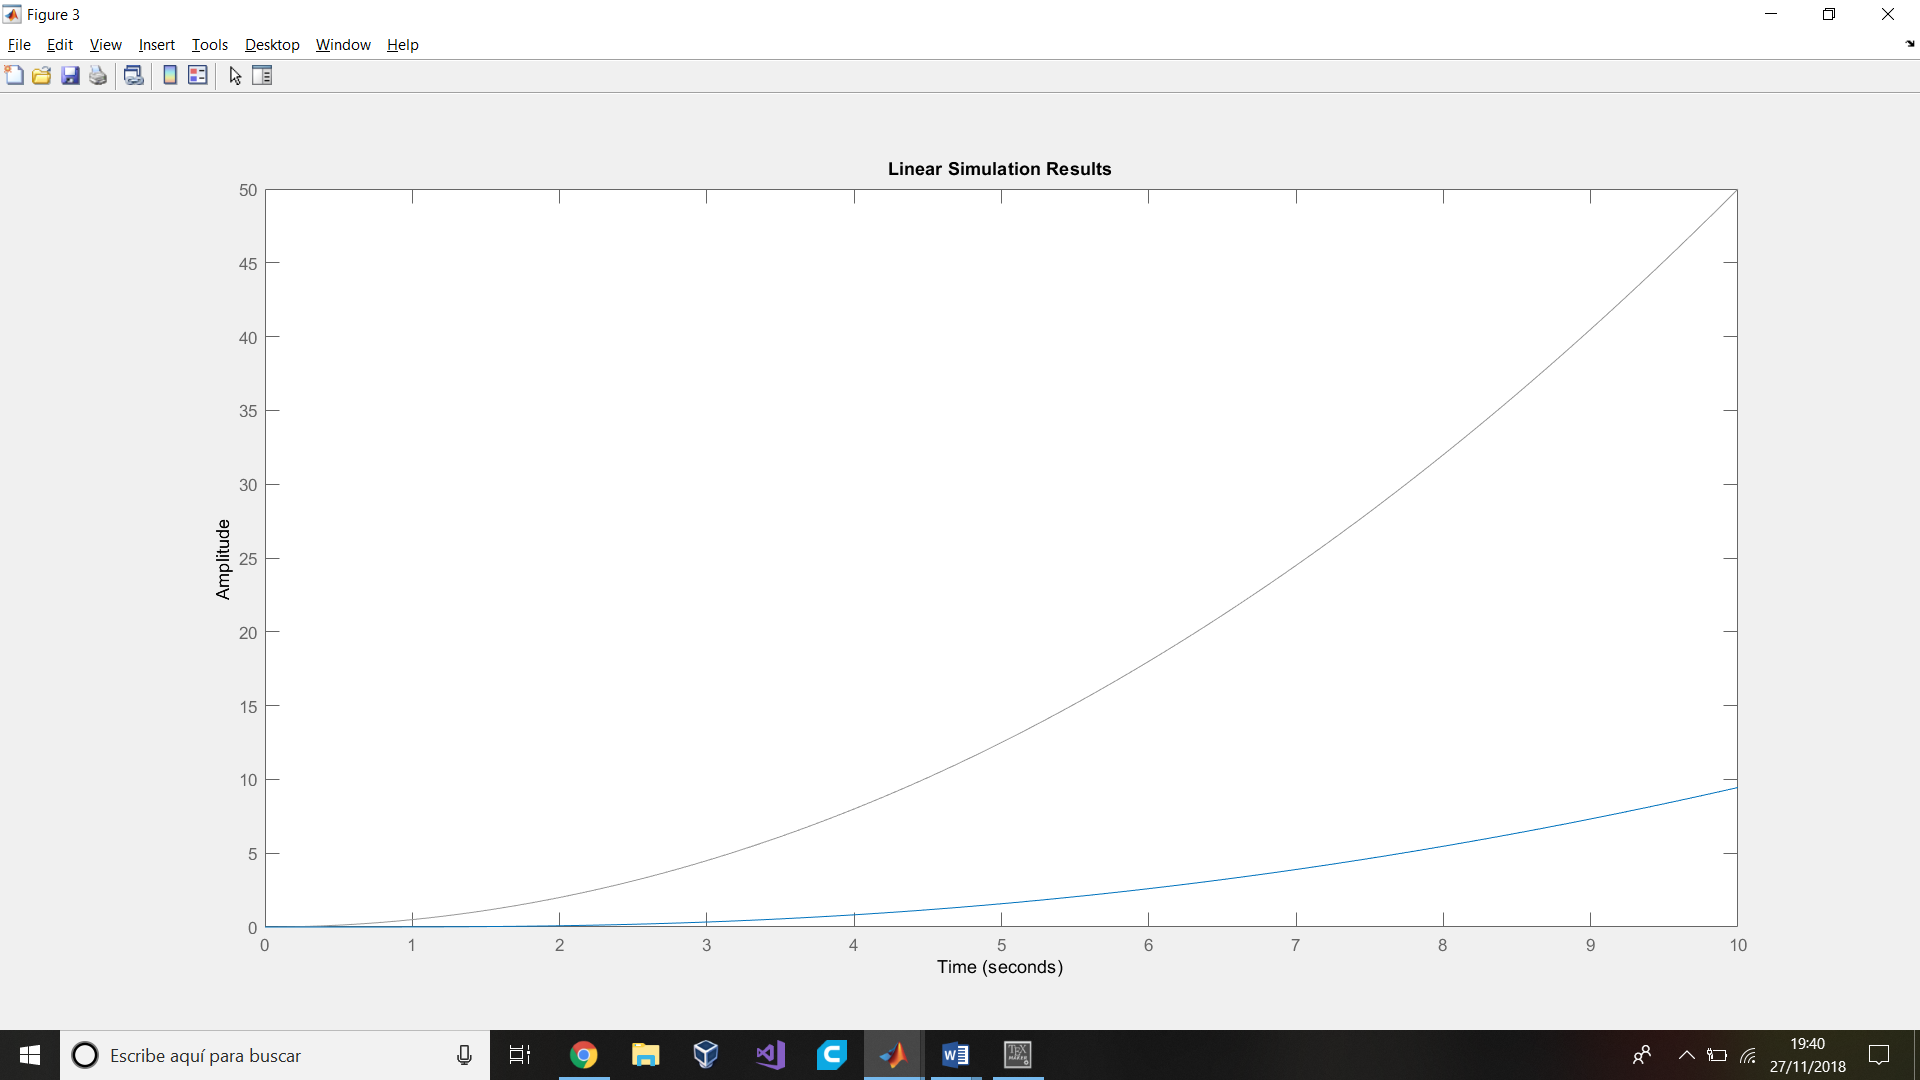 Figure 3
File Edit View Insert Tools Desktop Window Help
Linear Simulation Results
50
45
40
35
30
25
20
15
10
5
0
Amplitude
0 1 2 3 4 5 6 7 8 9 10
Time (seconds)
Escribe aquí para buscar
19:40
27/11/2018